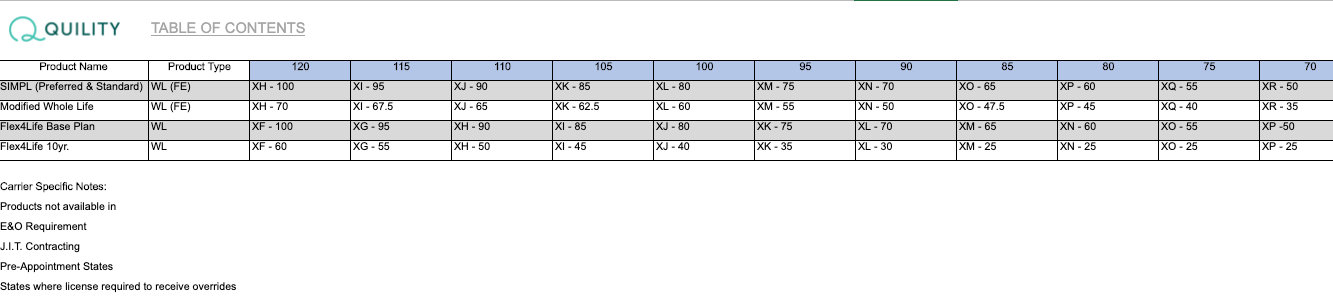 QUILITY TABLE OF CONTENTS
Product Name Product Type 120 115 110 105 100 95 90 85 80 75 70
SIMPL (Preferred & Standard) WL (FE) XH - 100 XI - 95 XJ - 90 XK - 85 XL - 80 XM - 75 XN - 70 XO - 65 XP - 60 XQ - 55 XR - 50
Modified Whole Life WL (FE) XH - 70 XI - 67.5 XJ - 65 XK - 62.5 XL - 60 XM - 55 XN - 50 XO - 47.5 XP - 45 XQ - 40 XR - 35
Flex4Life Base Plan WL XF - 100 XG - 95 XH - 90 XI - 85 XJ - 80 XK - 75 XL - 70 XM - 65 XN - 60 XO - 55 XP -50
Flex4Life 10yr. WL XF - 60 XG - 55 XH - 50 XI - 45 XJ - 40 XK - 35 XL - 30 XM - 25 XN - 25 XO - 25 XP - 25
Carrier Specific Notes:
Products not available in
E&O Requirement
J.I.T. Contracting
Pre-Appointment States
States where license required to receive overrides